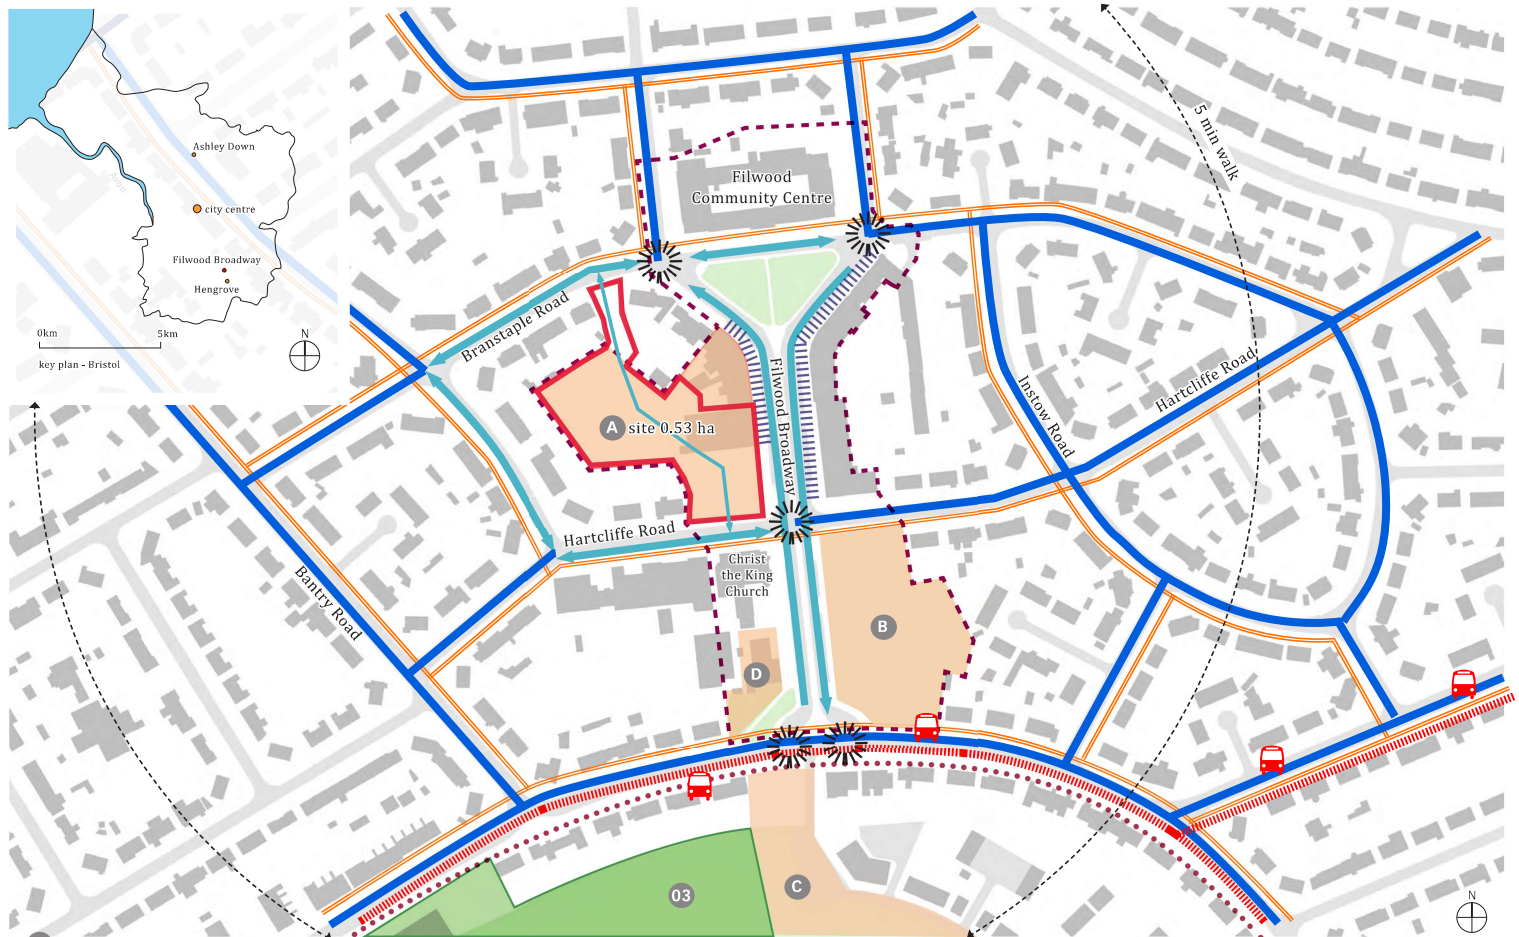 Ashley Down
city centre
Filwood Broadway
Hengrove
0km
5km
key plan - Bristol
N
5 min walk
Filwood
Community Centre
Branstaple Road
Filwood Broadway
Instow Road
Hartcliffe Road
A
site 0.53 ha
Hartcliffe Road
Christ
the King
Church
Bantry Road
B
D
C
03
N